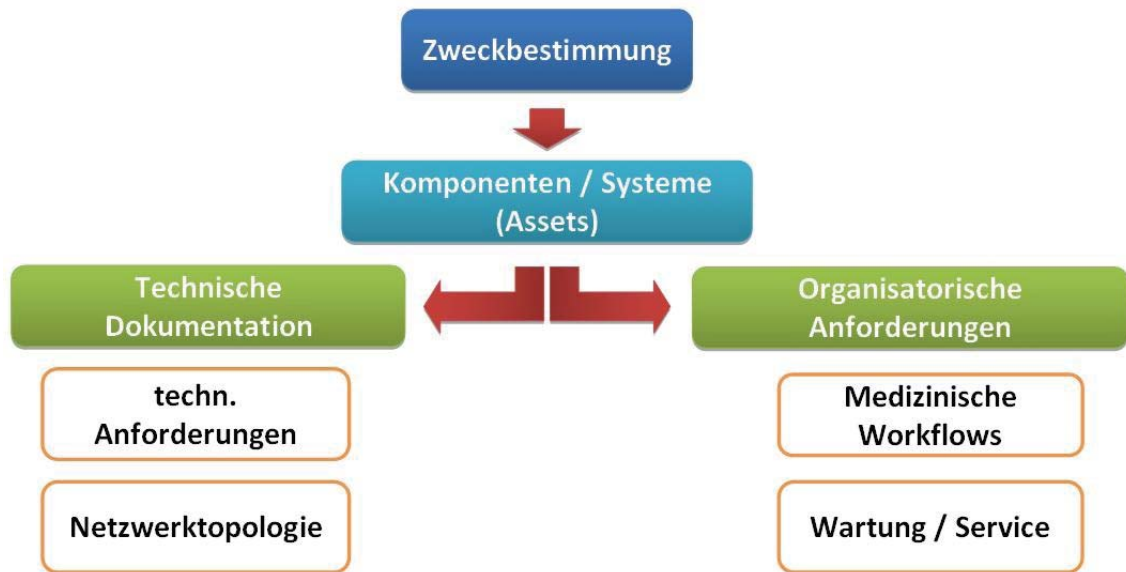 Zweckbestimmung
Komponenten / Systeme
(Assets)
Technische
Dokumentation
techn.
Anforderungen
Netzwerktopologie
Organisatorische
Anforderungen
Medizinische
Workflows
Wartung / Service